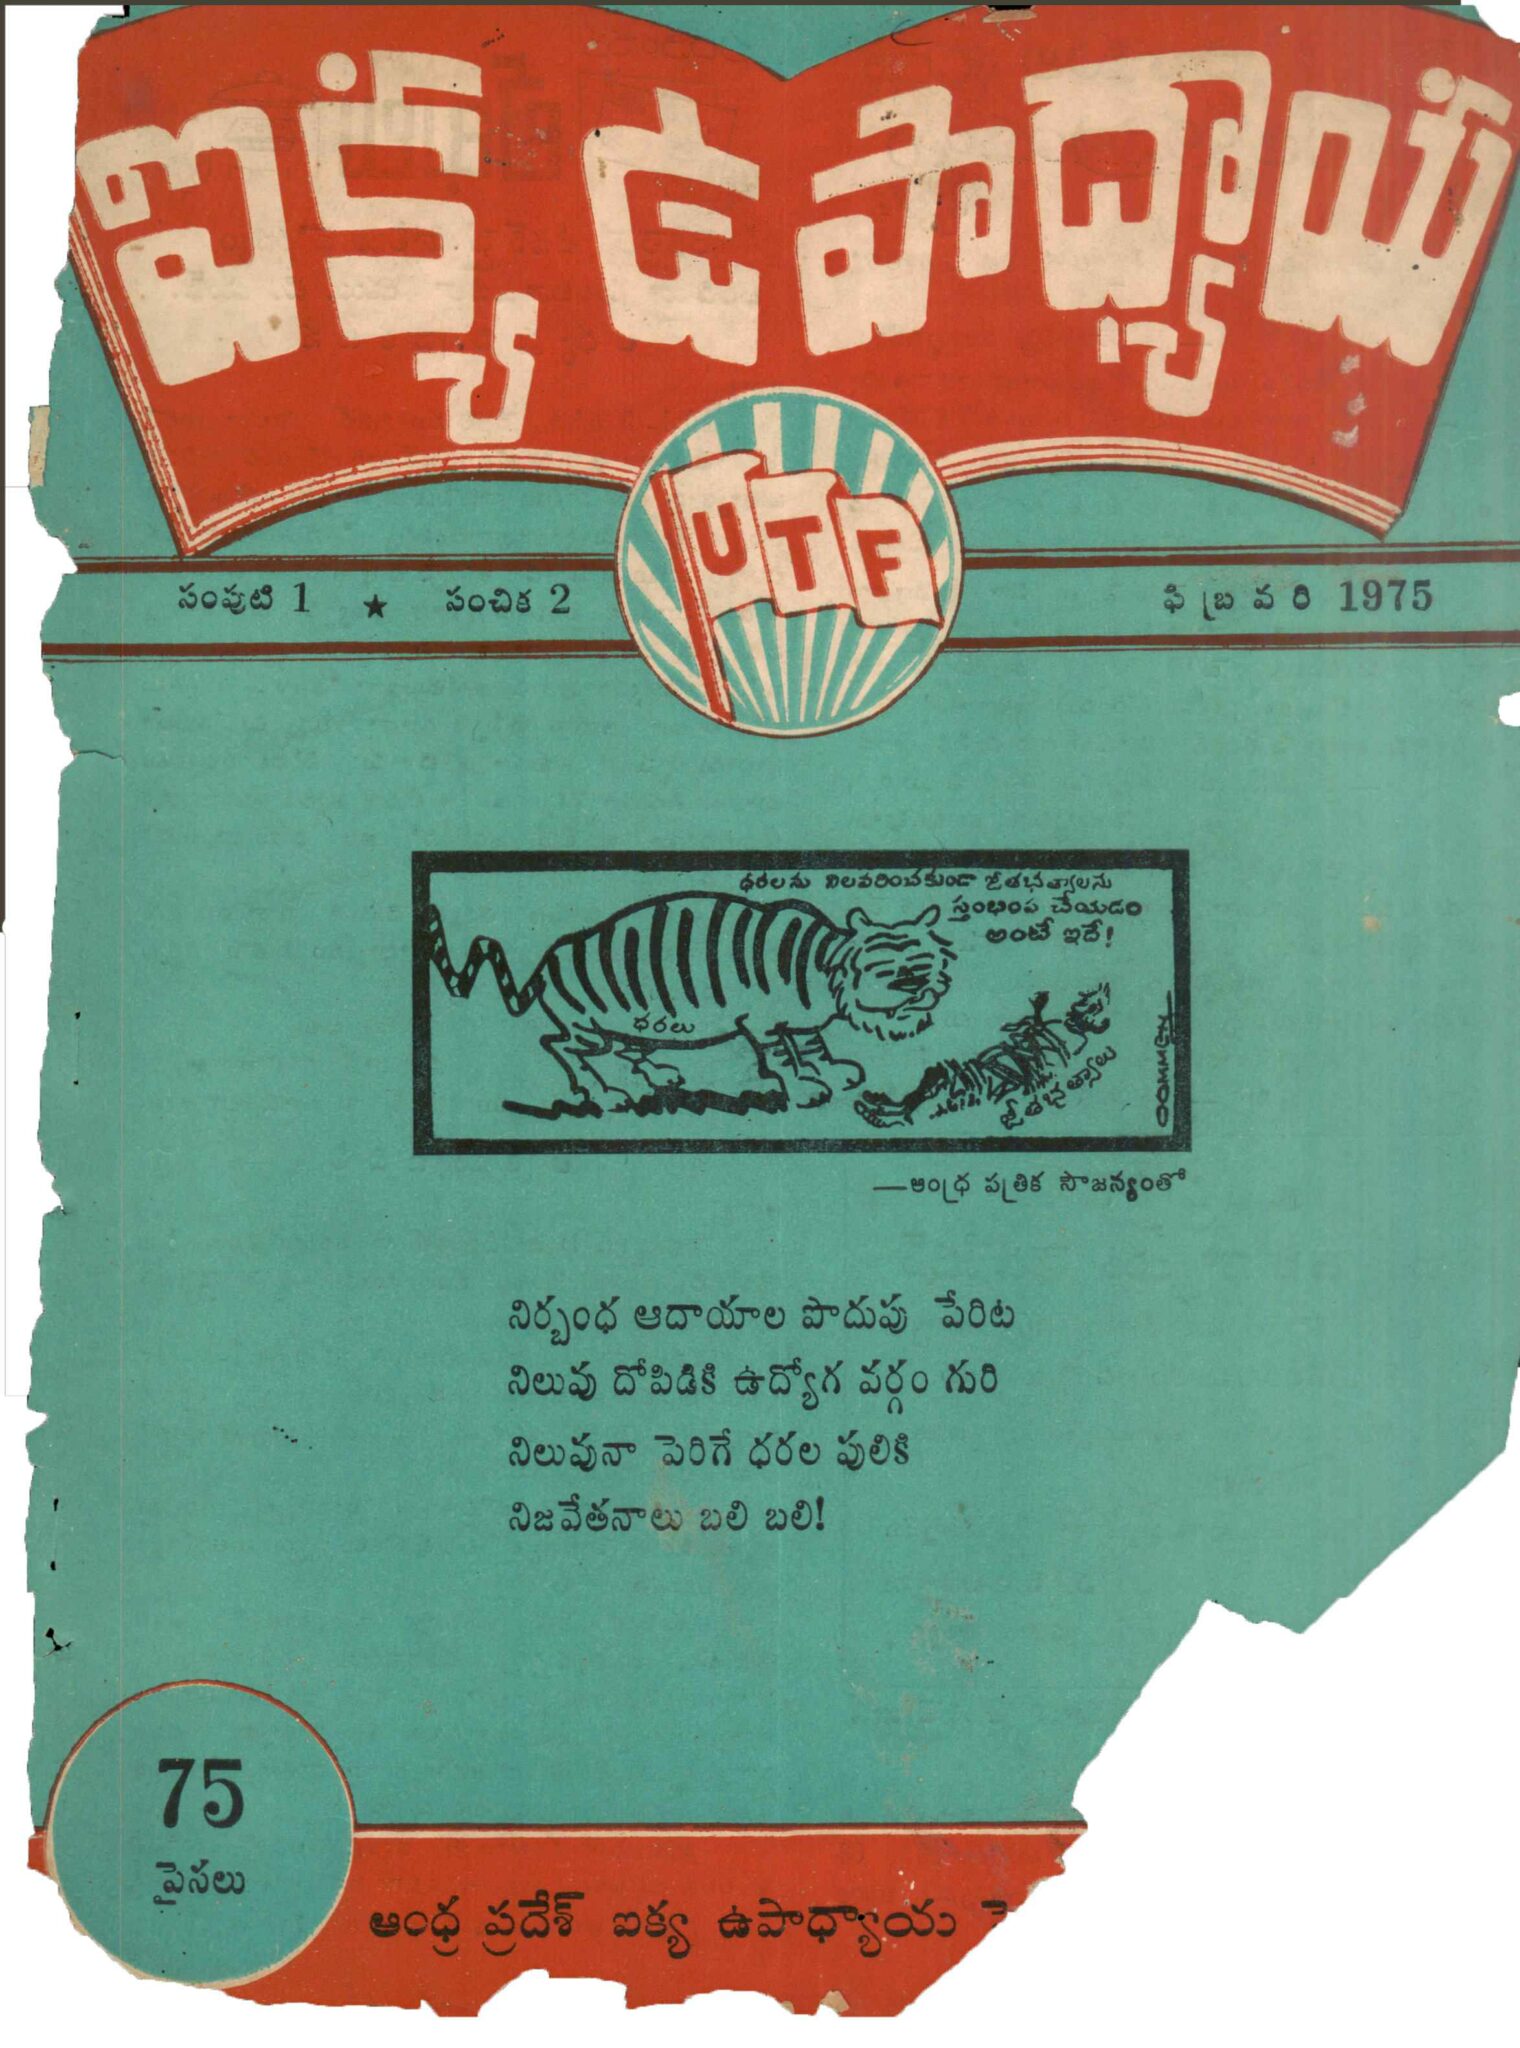 ఐక్య ఉపాధ్యాయ
UTF
సంపుటి 1 ★ సంచిక 2
ఫిబ్రవరి 1975
ధరలను నిలవరించకుండా జీతభత్యాలను
స్తంభింప చేయడం
అంటే ఇదే!
ధరలు
జీతభత్యాలు
OOMMEN
—ఆంధ్ర పత్రిక సౌజన్యంతో
నిర్బంధ ఆదాయాల పొదుపు పేరిట
నిలువు దోపిడికి ఉద్యోగ వర్గం గురి
నిలువునా పెరిగే ధరల పులికి
నిజవేతనాలు బలి బలి!
75
పైసలు
ఆంధ్ర ప్రదేశ్ ఐక్య ఉపాధ్యాయ